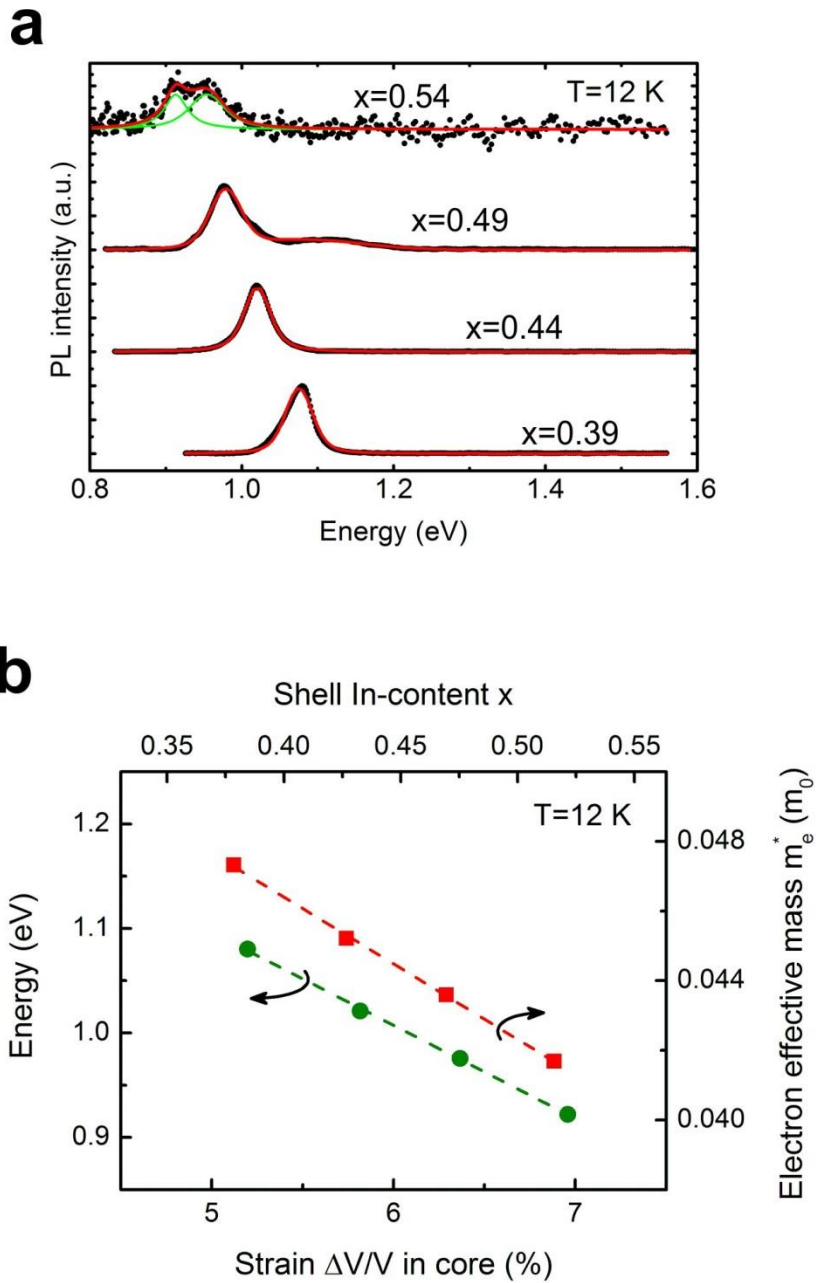 a
x=0.54
T=12 K
x=0.49
x=0.44
x=0.39
PL intensity (a.u.)
0.8 1.0 1.2 1.4 1.6
Energy (eV)
b
Shell In-content x
0.35 0.40 0.45 0.50 0.55
T=12 K
1.2
1.1
1.0
0.9
Energy (eV)
0.048
0.044
0.040
Electron effective mass m*e (m0)
5 6 7
Strain ΔV/V in core (%)